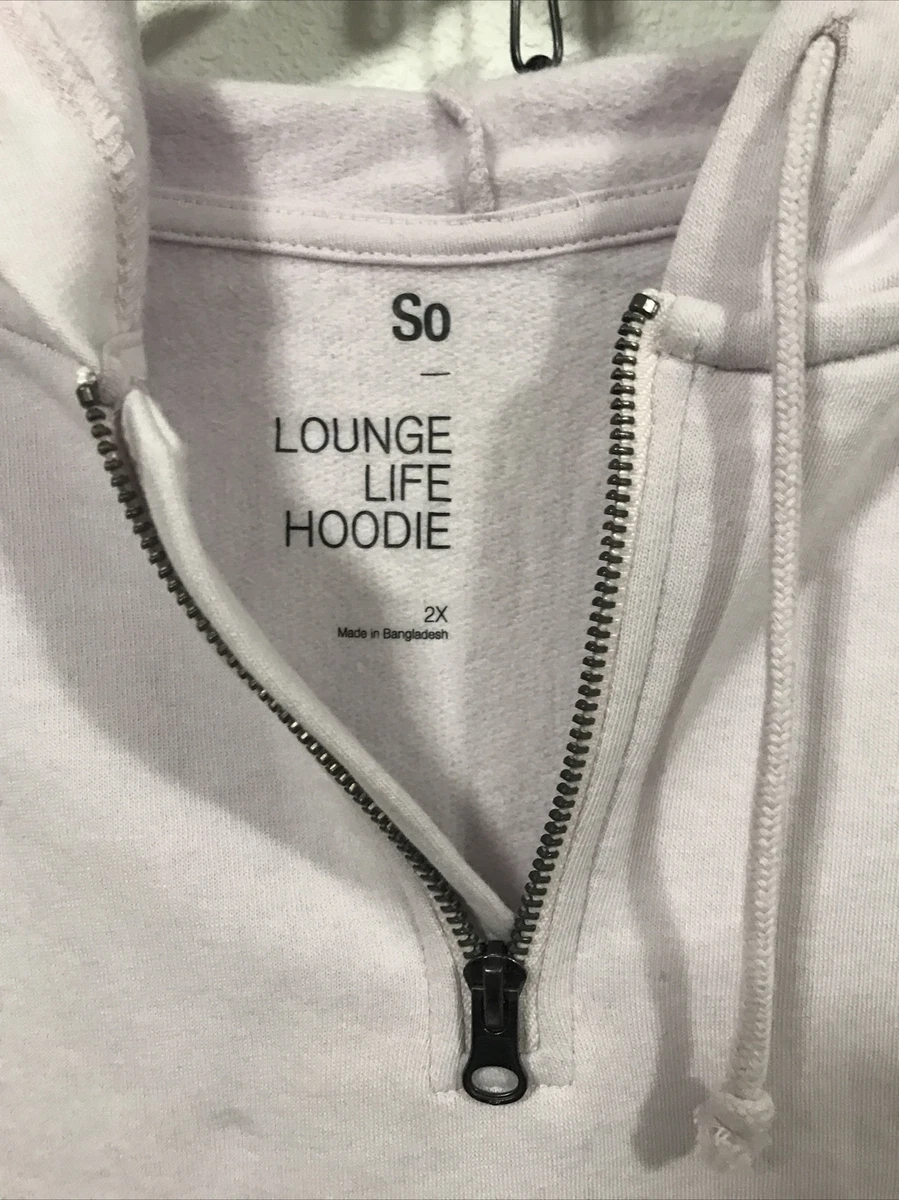 So
—
LOUNGE
LIFE
HOODIE
2X
Made in Bangladesh